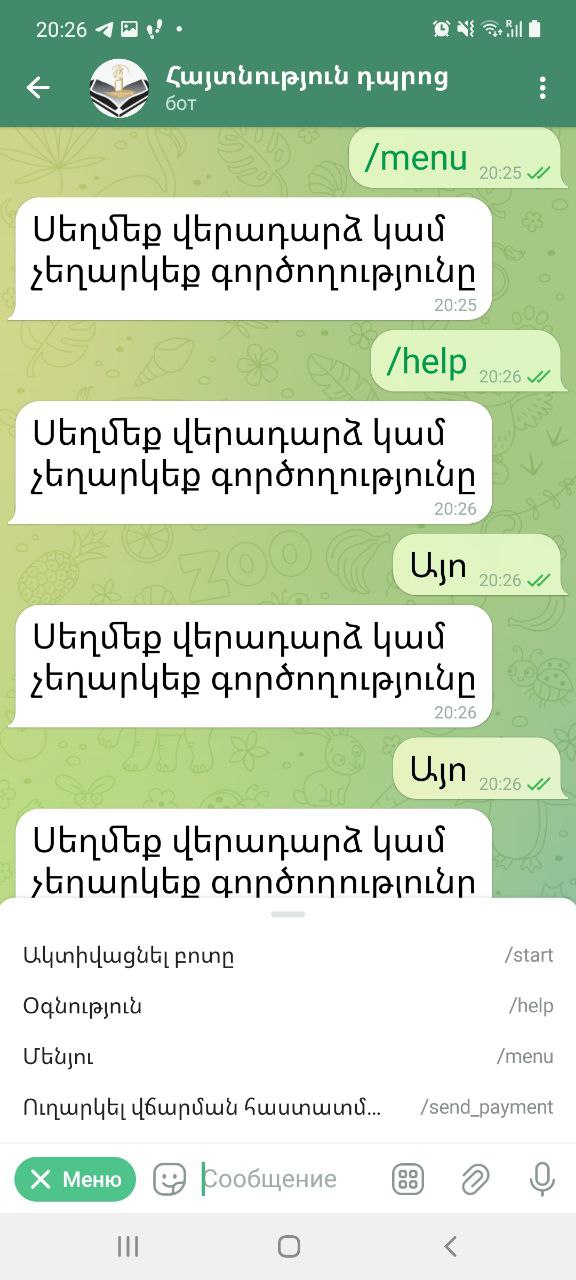 20:26
Հայտնություն դպրոց
бот
/menu 20:25
Սեղմեք վերադարձ կամ
չեղարկեք գործողությունը
20:25
/help 20:26
Սեղմեք վերադարձ կամ
չեղարկեք գործողությունը
20:26
Այո 20:26
Սեղմեք վերադարձ կամ
չեղարկեք գործողությունը
20:26
Այո 20:26
Սեղմեք վերադարձ կամ
չեղարկեք գործողությունը
Ակտիվացնել բոտը /start
Օգնություն /help
Մենյու /menu
Ուղարկել վճարման հաստատմ... /send_payment
Меню Сообщение